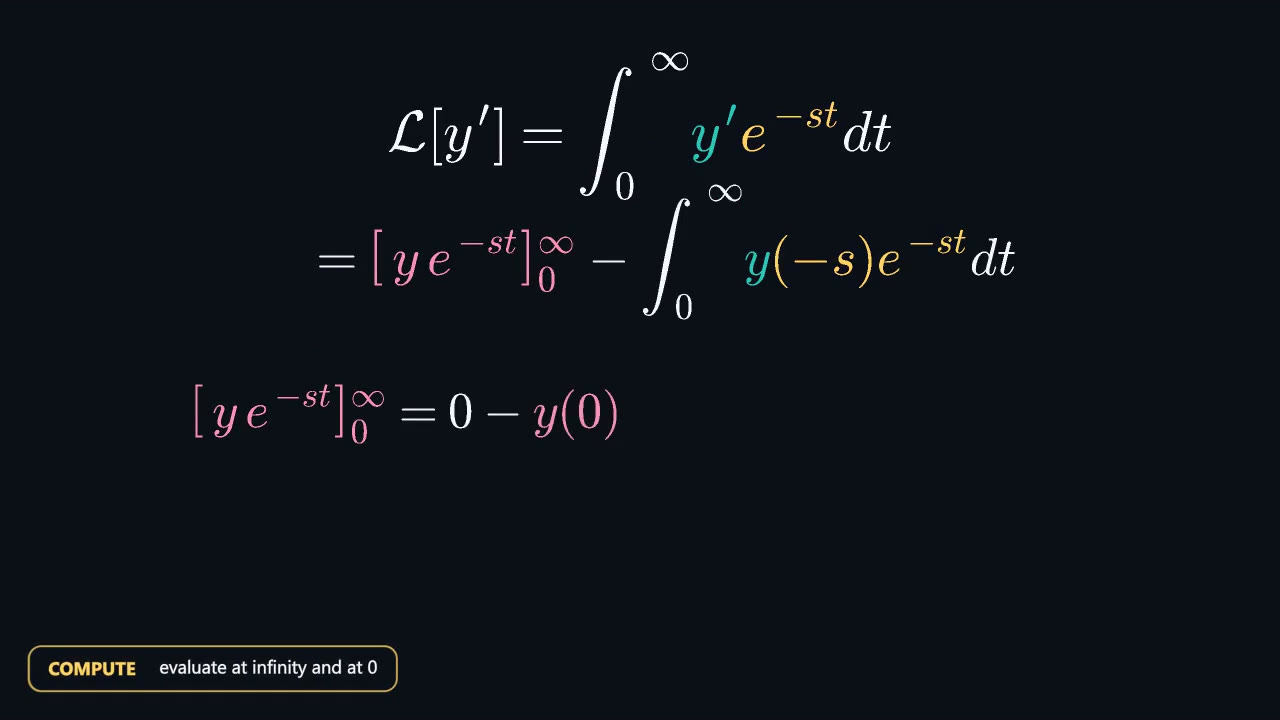 ℒ[y′] = ∫₀^∞ y′e^{−st}dt
= [y e^{−st}]₀^∞ − ∫₀^∞ y(−s)e^{−st}dt
[y e^{−st}]₀^∞ = 0 − y(0)
COMPUTE evaluate at infinity and at 0